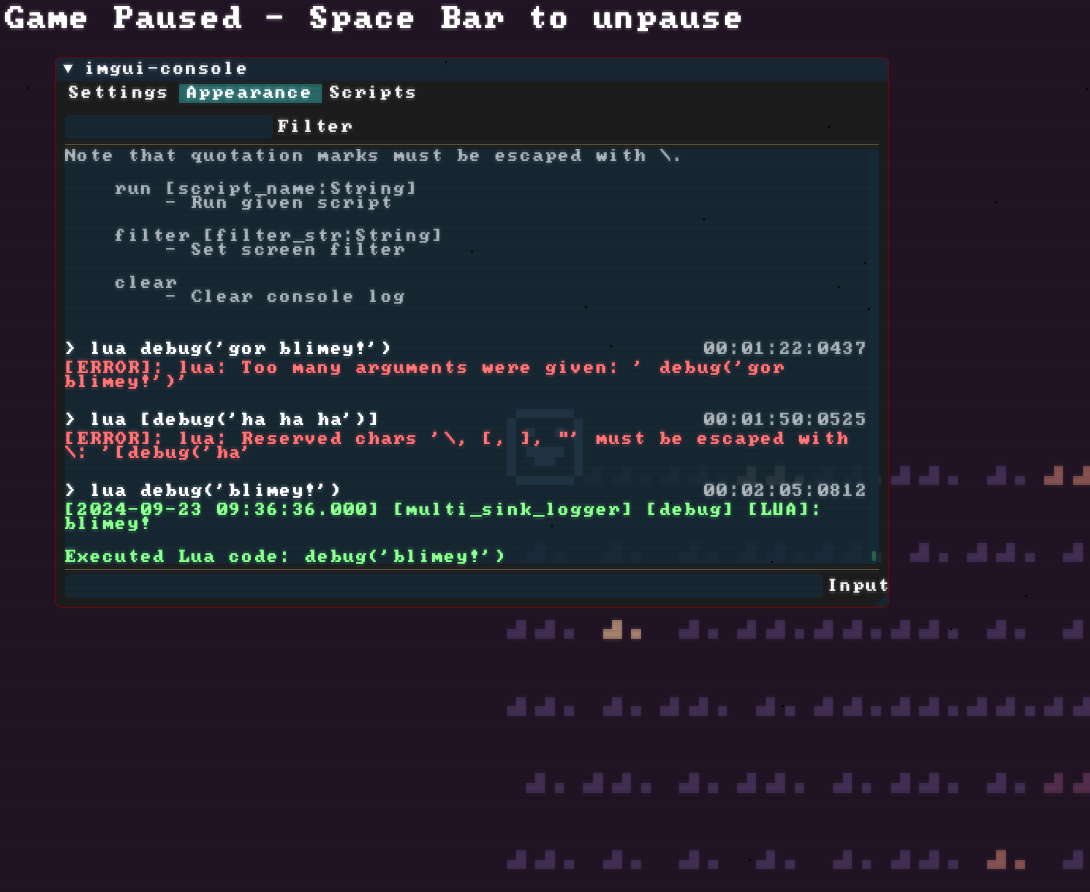 Game Paused - Space Bar to unpause
▼ imgui-console
Settings Appearance Scripts
Filter
Note that quotation marks must be escaped with \.
run [script_name:String]
- Run given script
filter [filter_str:String]
- Set screen filter
clear
- Clear console log
> lua debug('gor blimey!') 00:01:22:0437
[ERROR]: lua: Too many arguments were given: ' debug('gor
blimey!')'
> lua [debug('ha ha ha')] 00:01:50:0525
[ERROR]: lua: Reserved chars '\, [, ], "' must be escaped with
\: '[debug('ha'
> lua debug('blimey!') 00:02:05:0812
[2024-09-23 09:36:36.000] [multi_sink_logger] [debug] [LUA]:
blimey!
Executed Lua code: debug('blimey!')
Input